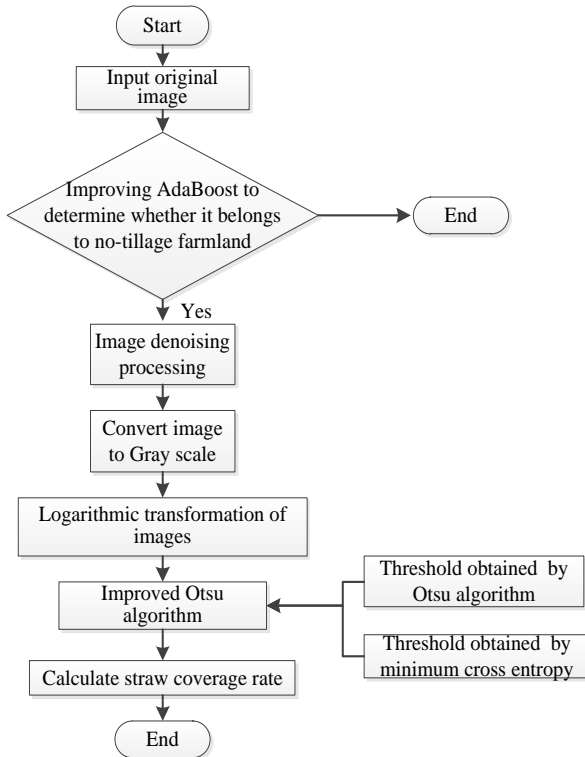 Start
Input original
image
Improving AdaBoost to
determine whether it belongs
to no-tillage farmland
End
Yes
Image denoising
processing
Convert image
to Gray scale
Logarithmic transformation of
images
Improved Otsu
algorithm
Threshold obtained by
Otsu algorithm
Threshold obtained by
minimum cross entropy
Calculate straw coverage rate
End